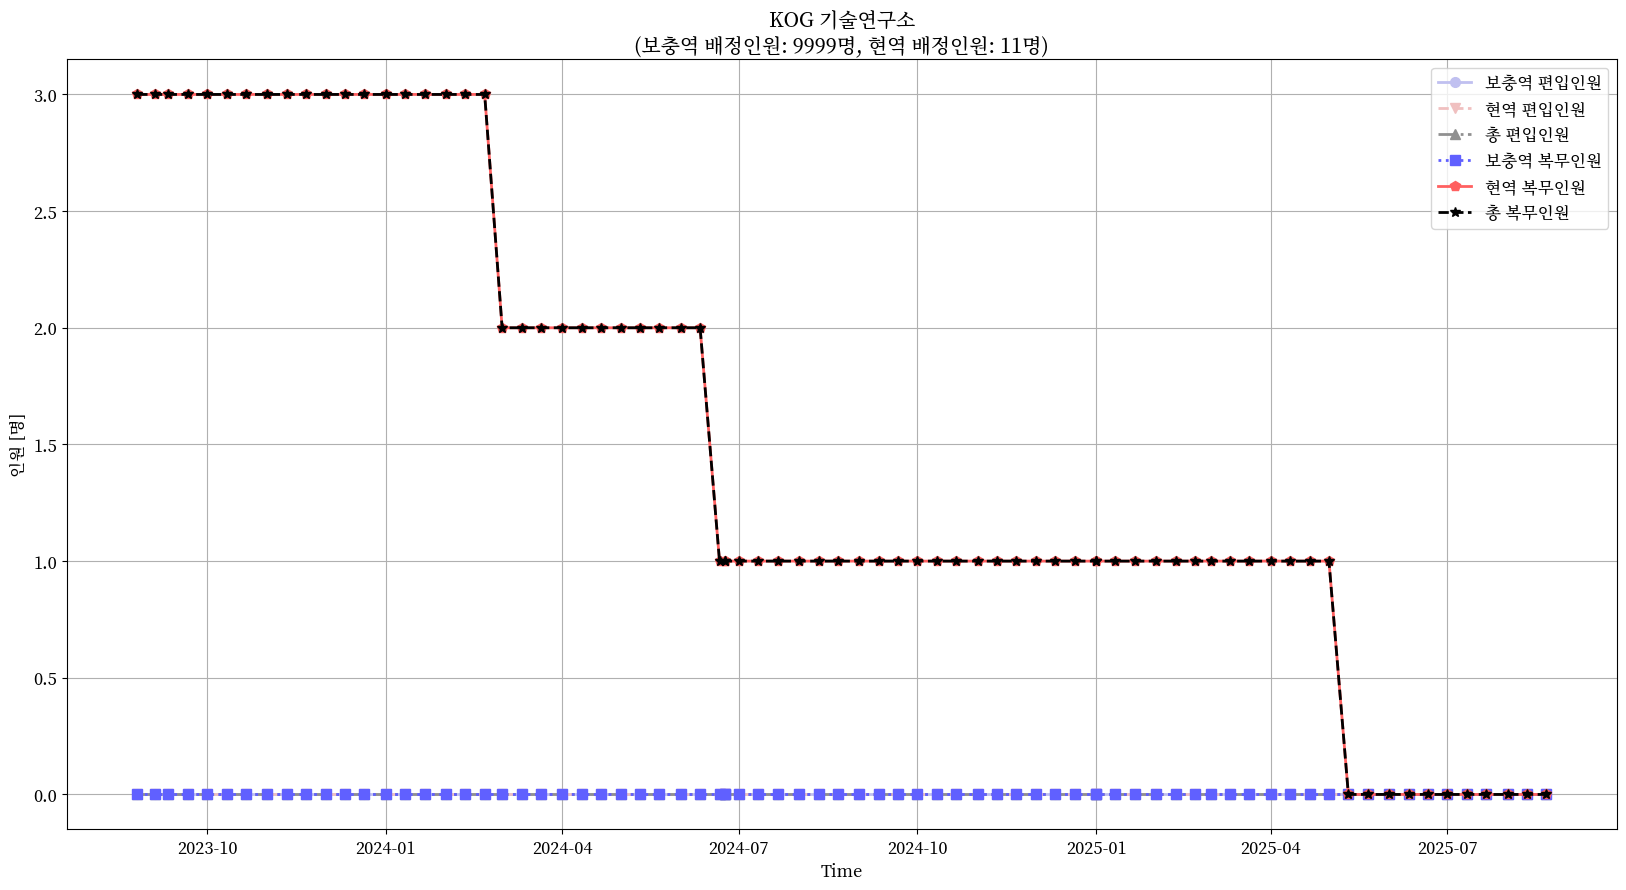 KOG 기술연구소
(보충역 배정인원: 9999명, 현역 배정인원: 11명)
3.0
2.5
2.0
1.5
1.0
0.5
0.0
인원 [명]
보충역 편입인원
현역 편입인원
총 편입인원
보충역 복무인원
현역 복무인원
총 복무인원
2023-10
2024-01
2024-04
2024-07
2024-10
2025-01
2025-04
2025-07
Time